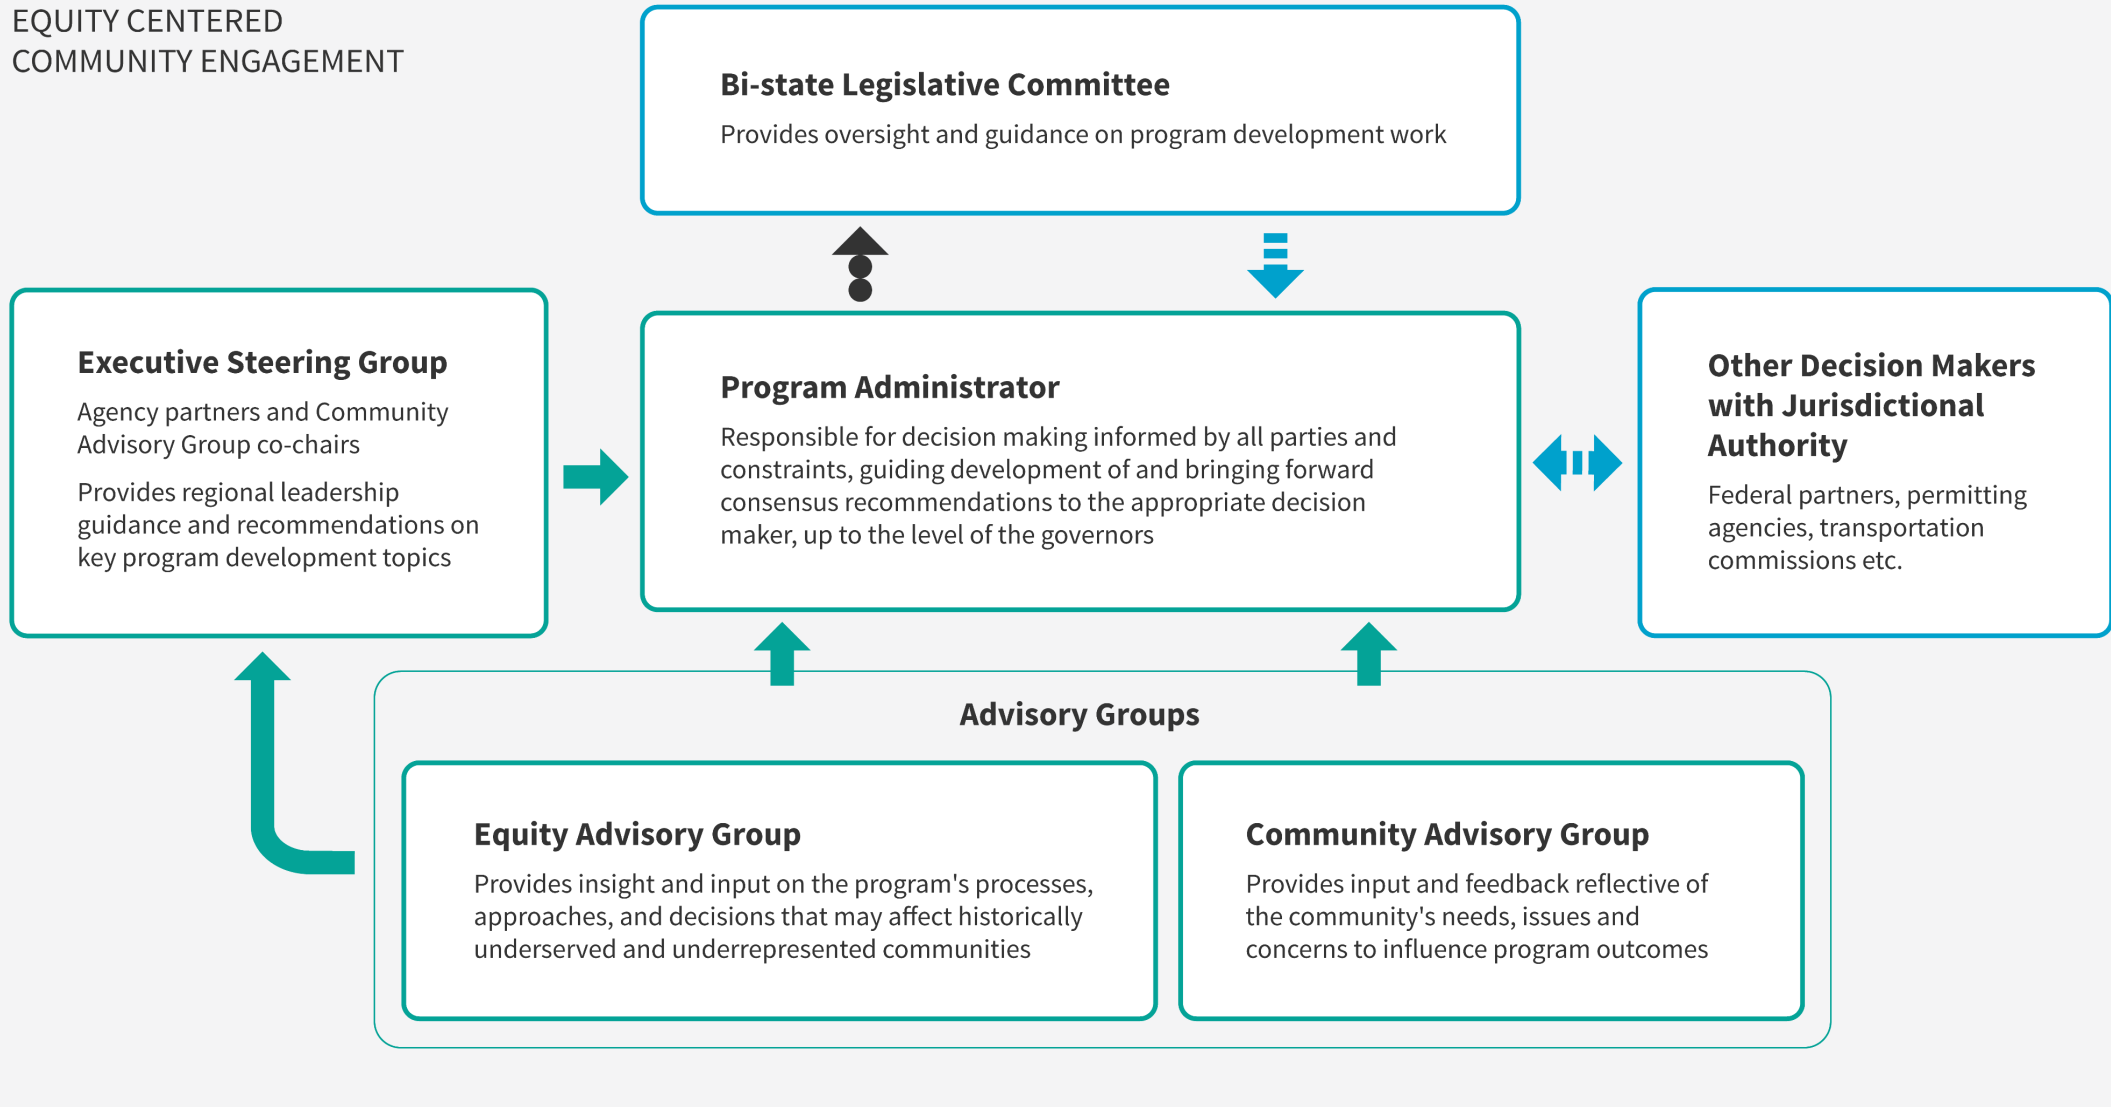 EQUITY CENTERED
COMMUNITY ENGAGEMENT
Bi-state Legislative Committee
Provides oversight and guidance on program development work
Executive Steering Group
Agency partners and Community
Advisory Group co-chairs
Provides regional leadership
guidance and recommendations on
key program development topics
Program Administrator
Responsible for decision making informed by all parties and
constraints, guiding development of and bringing forward
consensus recommendations to the appropriate decision
maker, up to the level of the governors
Other Decision Makers
with Jurisdictional
Authority
Federal partners, permitting
agencies, transportation
commissions etc.
Advisory Groups
Equity Advisory Group
Provides insight and input on the program's processes,
approaches, and decisions that may affect historically
underserved and underrepresented communities
Community Advisory Group
Provides input and feedback reflective of
the community's needs, issues and
concerns to influence program outcomes